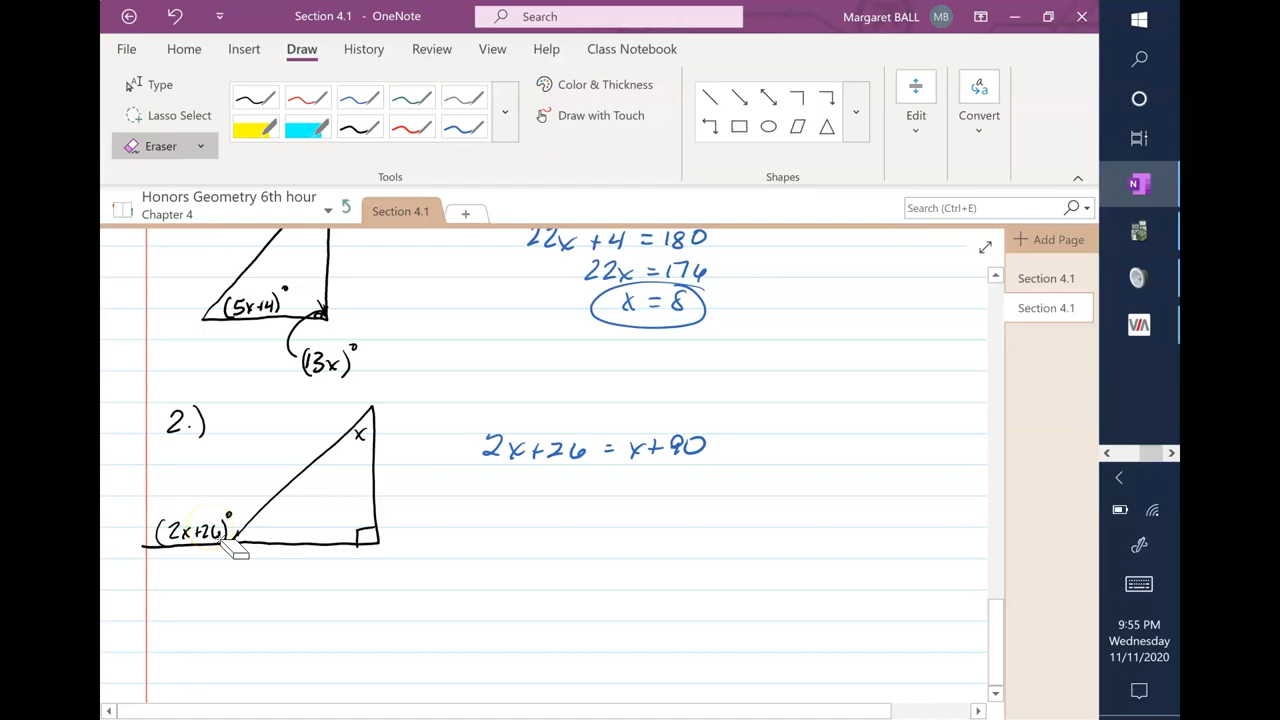 Section 4.1 - OneNote
Search
Margaret BALL
MB
File Home Insert Draw History Review View Help Class Notebook
Type
Lasso Select
Eraser
Color & Thickness
Draw with Touch
Edit
Convert
Tools
Shapes
Honors Geometry 6th hour
Chapter 4
Section 4.1
Search (Ctrl+E)
Add Page
Section 4.1
Section 4.1
22x + 4 = 180
22x = 176
x = 8
(5x+4)°
(13x)°
2.)
x
2x+26 = x+90
(2x+26)°
9:55 PM
Wednesday
11/11/2020